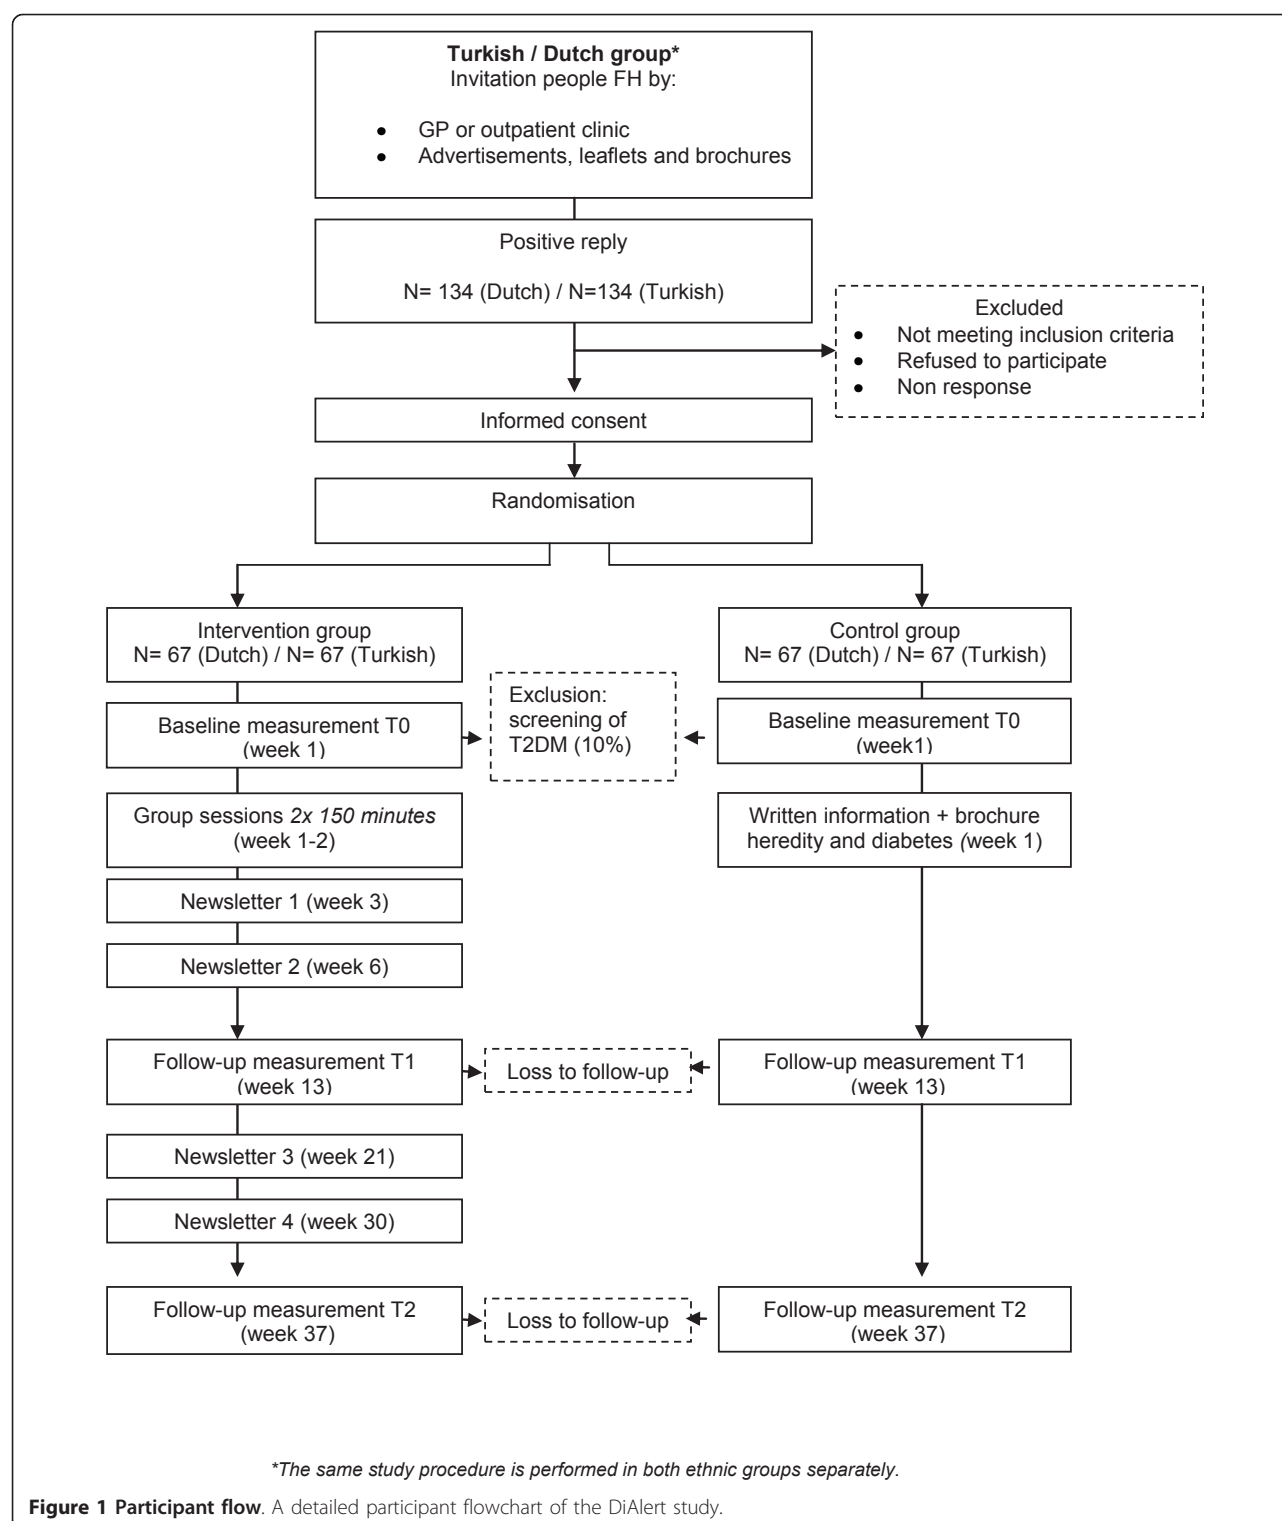 Turkish / Dutch group*
Invitation people FH by:
• GP or outpatient clinic
• Advertisements, leaflets and brochures
Positive reply
N= 134 (Dutch) / N=134 (Turkish)
Excluded
• Not meeting inclusion criteria
• Refused to participate
• Non response
Informed consent
Randomisation
Intervention group
N= 67 (Dutch) / N= 67 (Turkish)
Control group
N= 67 (Dutch) / N= 67 (Turkish)
Baseline measurement T0
(week 1)
Exclusion:
screening of
T2DM (10%)
Baseline measurement T0
(week1)
Group sessions 2x 150 minutes
(week 1-2)
Written information + brochure
heredity and diabetes (week 1)
Newsletter 1 (week 3)
Newsletter 2 (week 6)
Follow-up measurement T1
(week 13)
Loss to follow-up
Follow-up measurement T1
(week 13)
Newsletter 3 (week 21)
Newsletter 4 (week 30)
Follow-up measurement T2
(week 37)
Loss to follow-up
Follow-up measurement T2
(week 37)
*The same study procedure is performed in both ethnic groups separately.
Figure 1 Participant flow. A detailed participant flowchart of the DiAlert study.